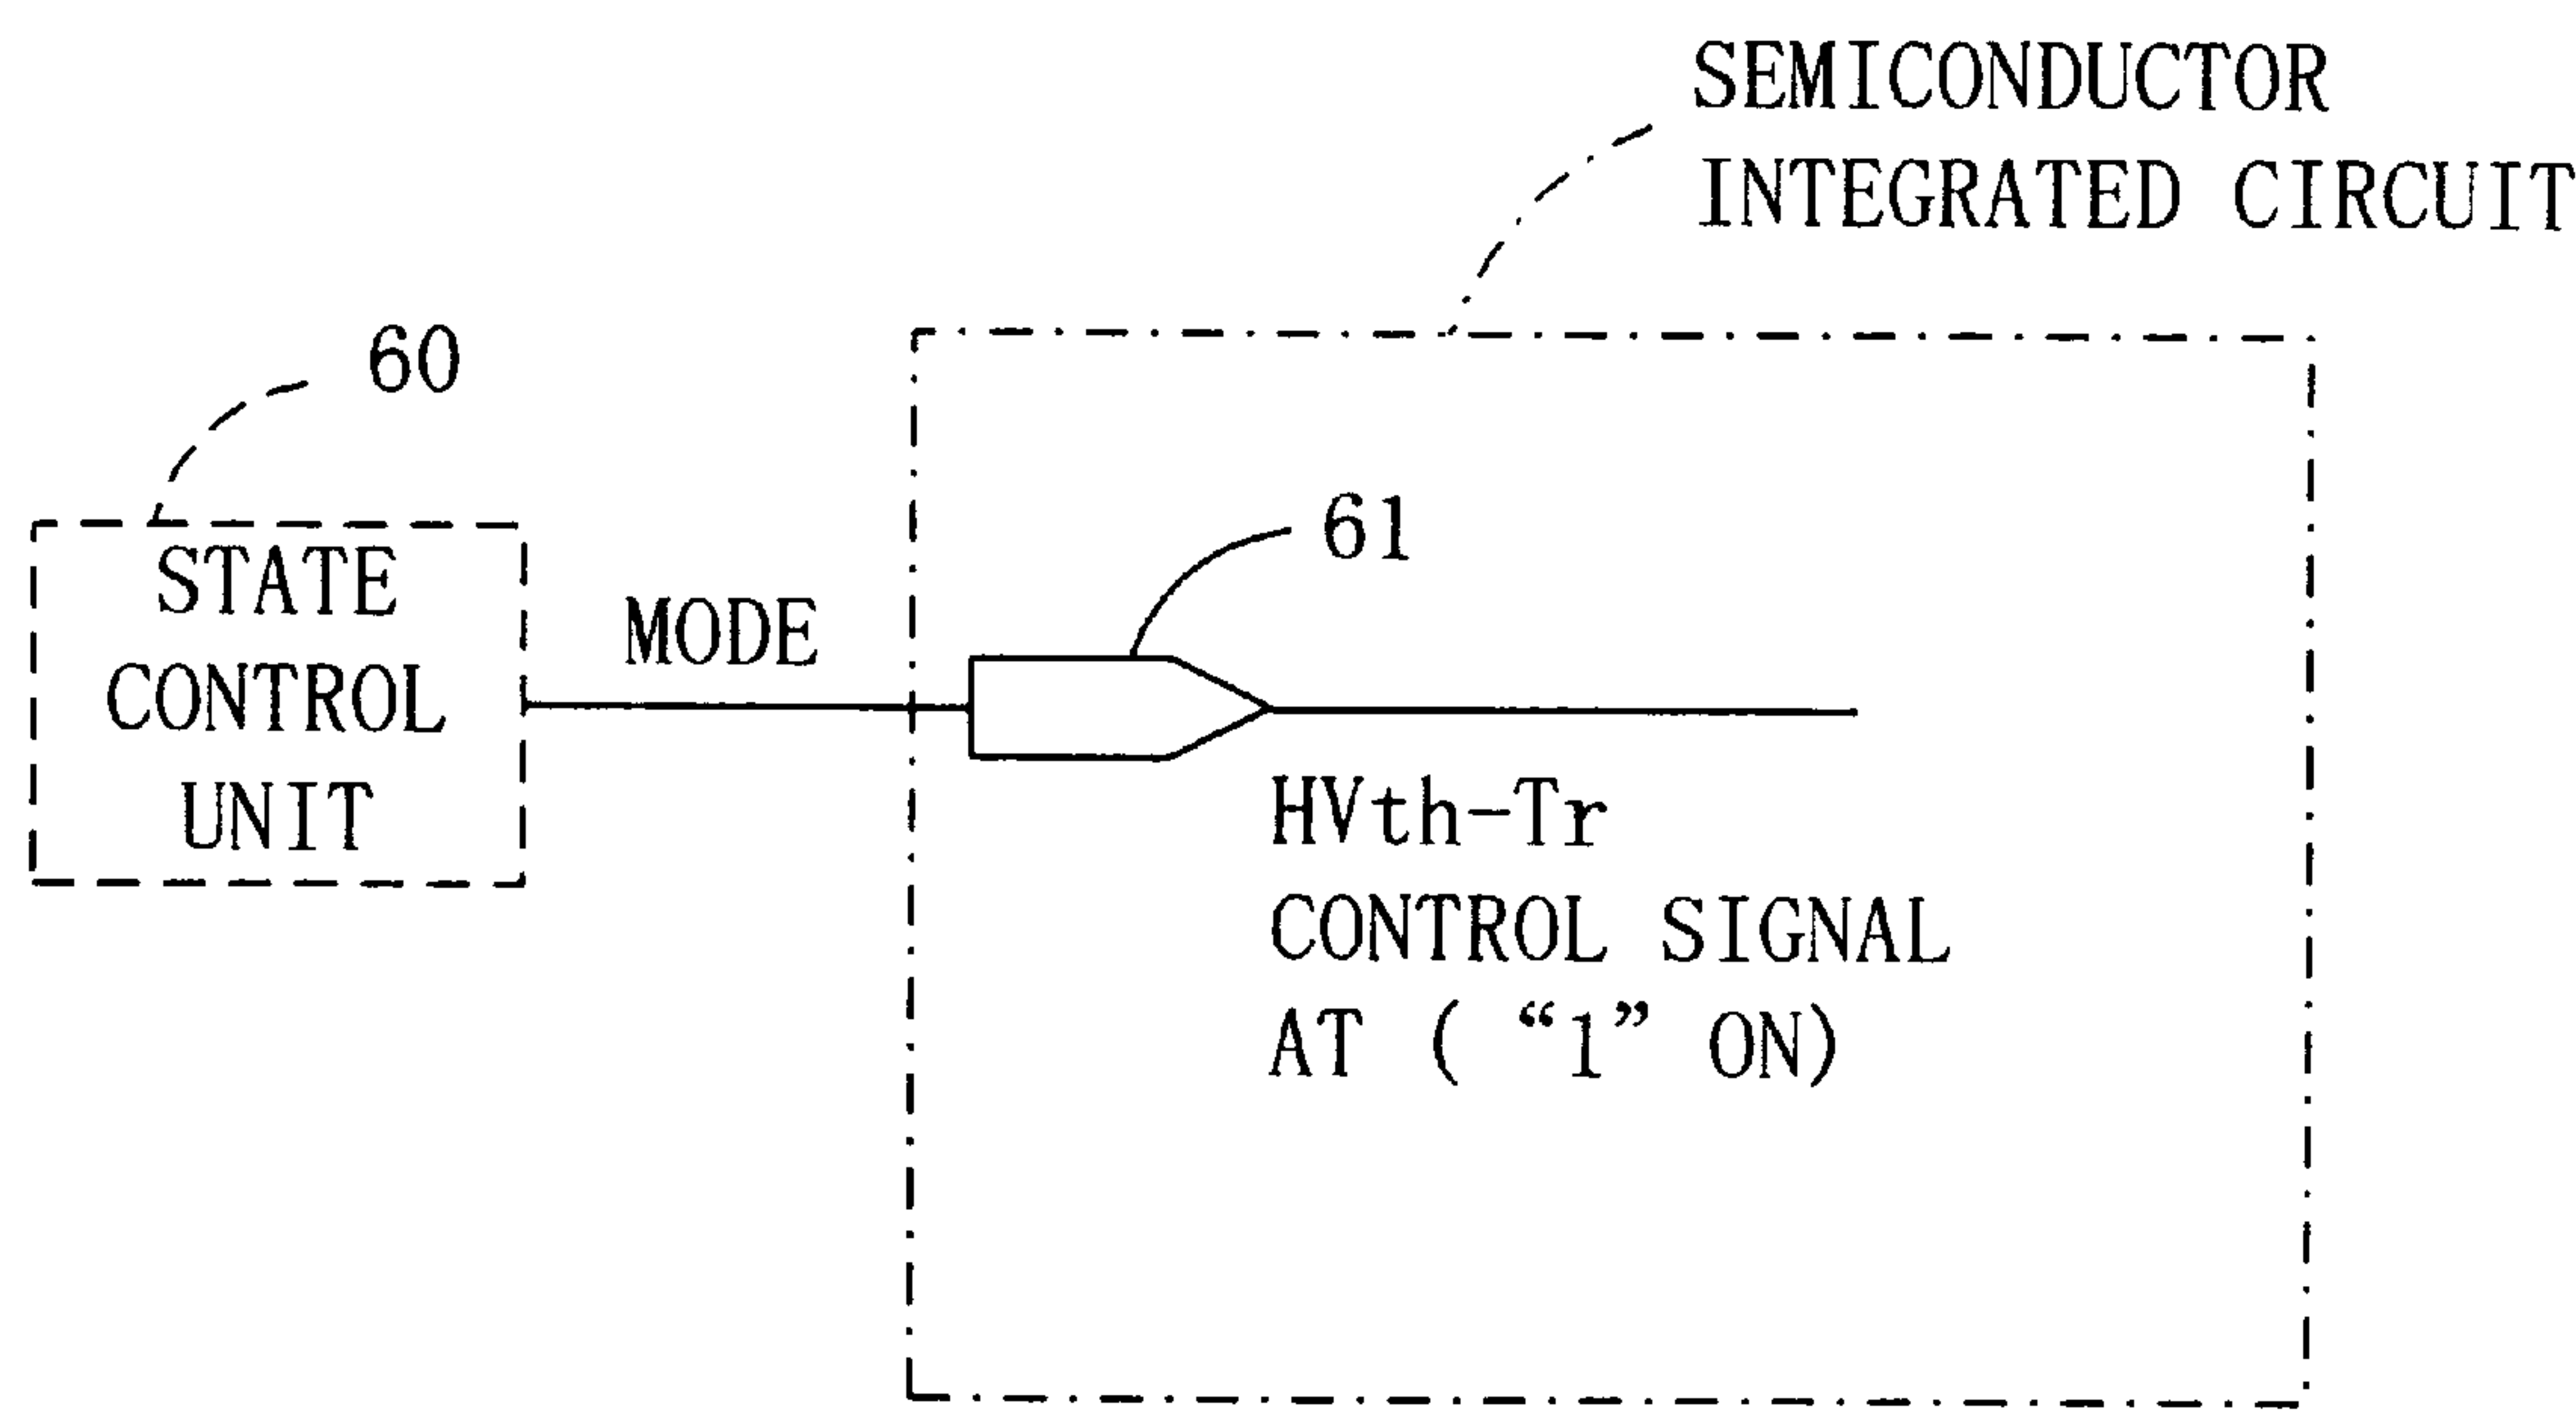 SEMICONDUCTOR
INTEGRATED CIRCUIT
60
STATE
CONTROL
UNIT
MODE
61
HVth-Tr
CONTROL SIGNAL
AT ( “1” ON)